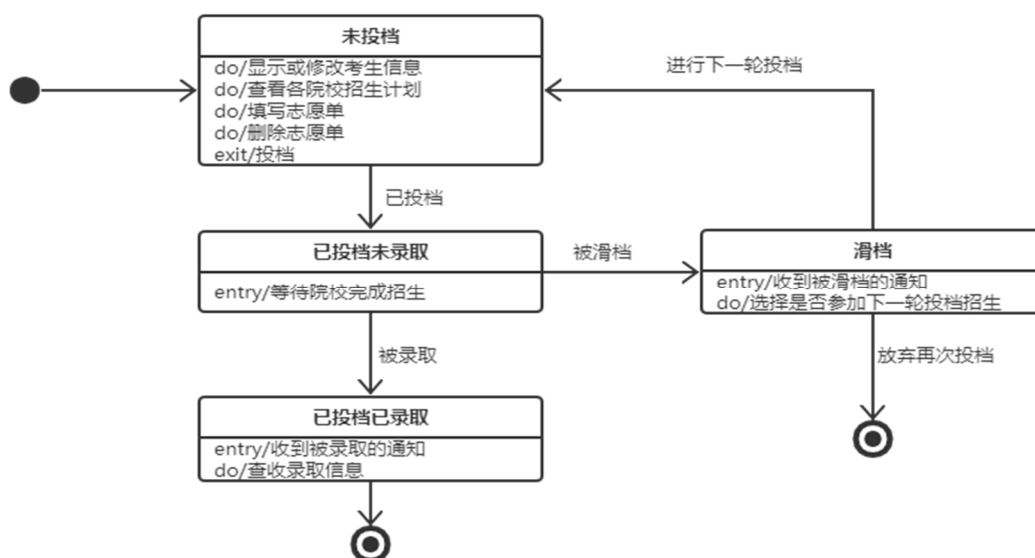 未投档
do/显示或修改考生信息
do/查看各院校招生计划
do/填写志愿单
do/删除志愿单
exit/投档
进行下一轮投档
已投档
已投档未录取
entry/等待院校完成招生
被滑档
滑档
entry/收到被滑档的通知
do/选择是否参加下一轮投档招生
被录取
放弃再次投档
已投档已录取
entry/收到被录取的通知
do/查收录取信息